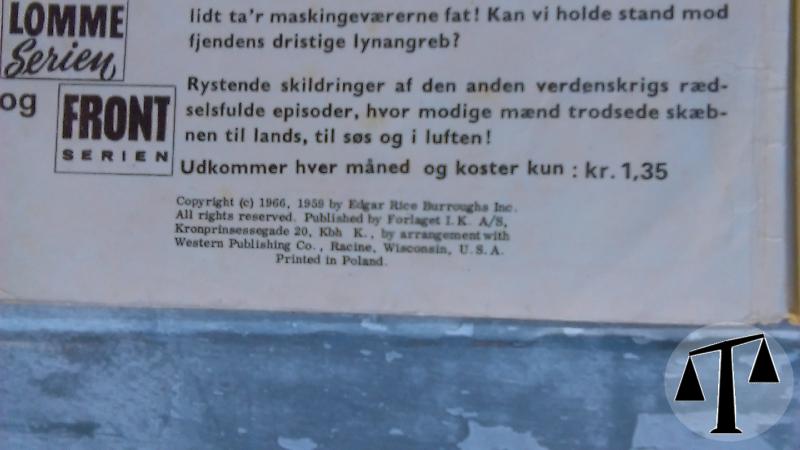 LOMME
Serien
og
FRONT
SERIEN
lidt ta'r maskingeværerne fat! Kan vi holde stand mod
fjendens dristige lynangreb?
Rystende skildringer af den anden verdenskrigs ræd-
selsfulde episoder, hvor modige mænd trodsede skæb-
nen til lands, til søs og i luften!
Udkommer hver måned og koster kun : kr. 1,35
Copyright (c) 1966, 1959 by Edgar Rice Burroughs Inc.
All rights reserved. Published by Forlaget I.K. A/S,
Kronprinsessegade 20, Kbh K., by arrangement with
Western Publishing Co., Racine, Wisconsin, U.S.A.
Printed in Poland.